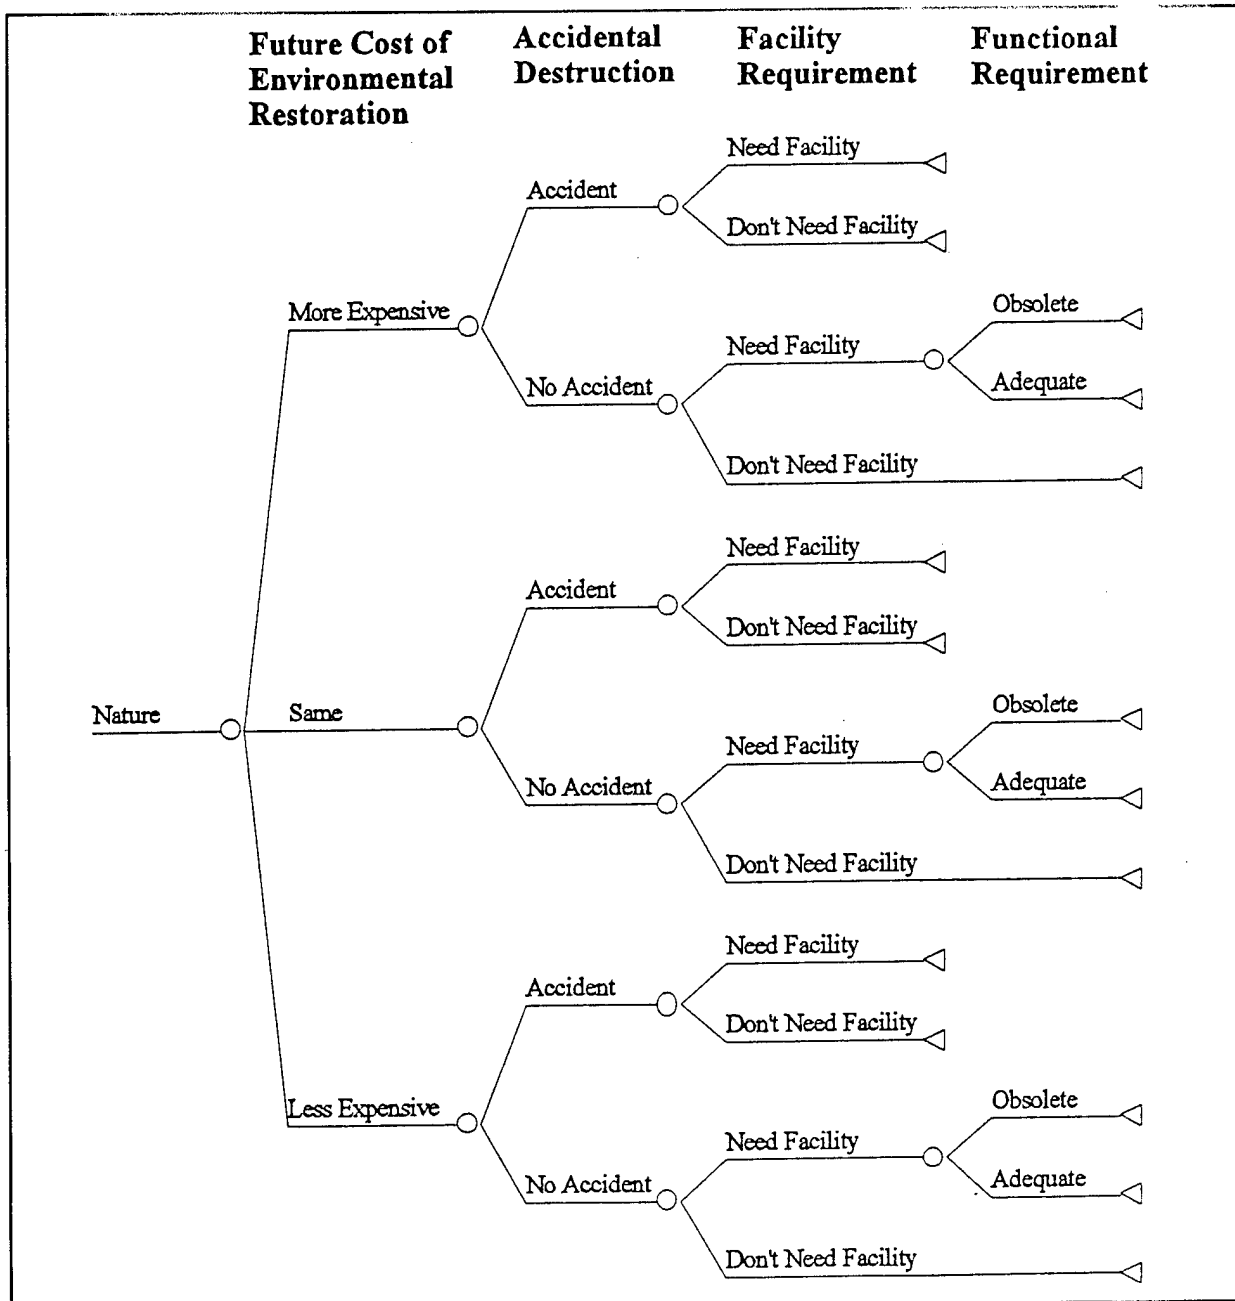 Future Cost of
Environmental
Restoration
Accidental
Destruction
Facility
Requirement
Functional
Requirement
Need Facility
Accident
Don't Need Facility
More Expensive
Obsolete
Need Facility
No Accident
Adequate
Don't Need Facility
Need Facility
Accident
Don't Need Facility
Nature
Same
Obsolete
Need Facility
No Accident
Adequate
Don't Need Facility
Need Facility
Accident
Don't Need Facility
Less Expensive
Obsolete
Need Facility
No Accident
Adequate
Don't Need Facility